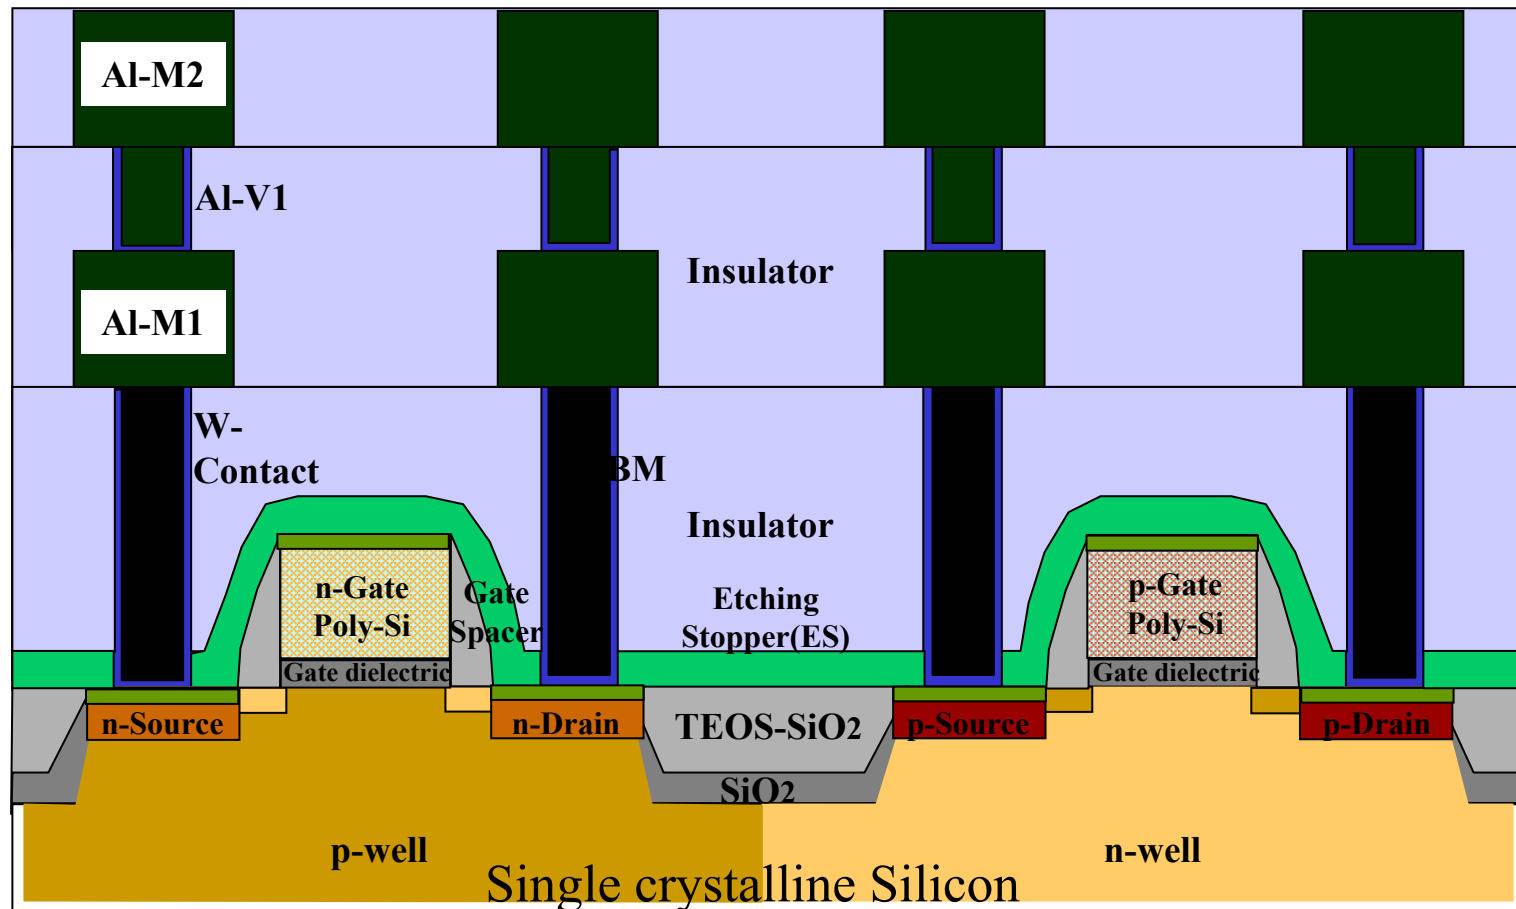 Al-M2
Al-V1
Insulator
Al-M1
W-
Contact
BM
Insulator
n-Gate
Poly-Si
Gate
Spacer
Etching
Stopper(ES)
p-Gate
Poly-Si
Gate dielectric
Gate dielectric
n-Source
n-Drain
TEOS-SiO2
p-Source
p-Drain
SiO2
p-well
n-well
Single crystalline Silicon